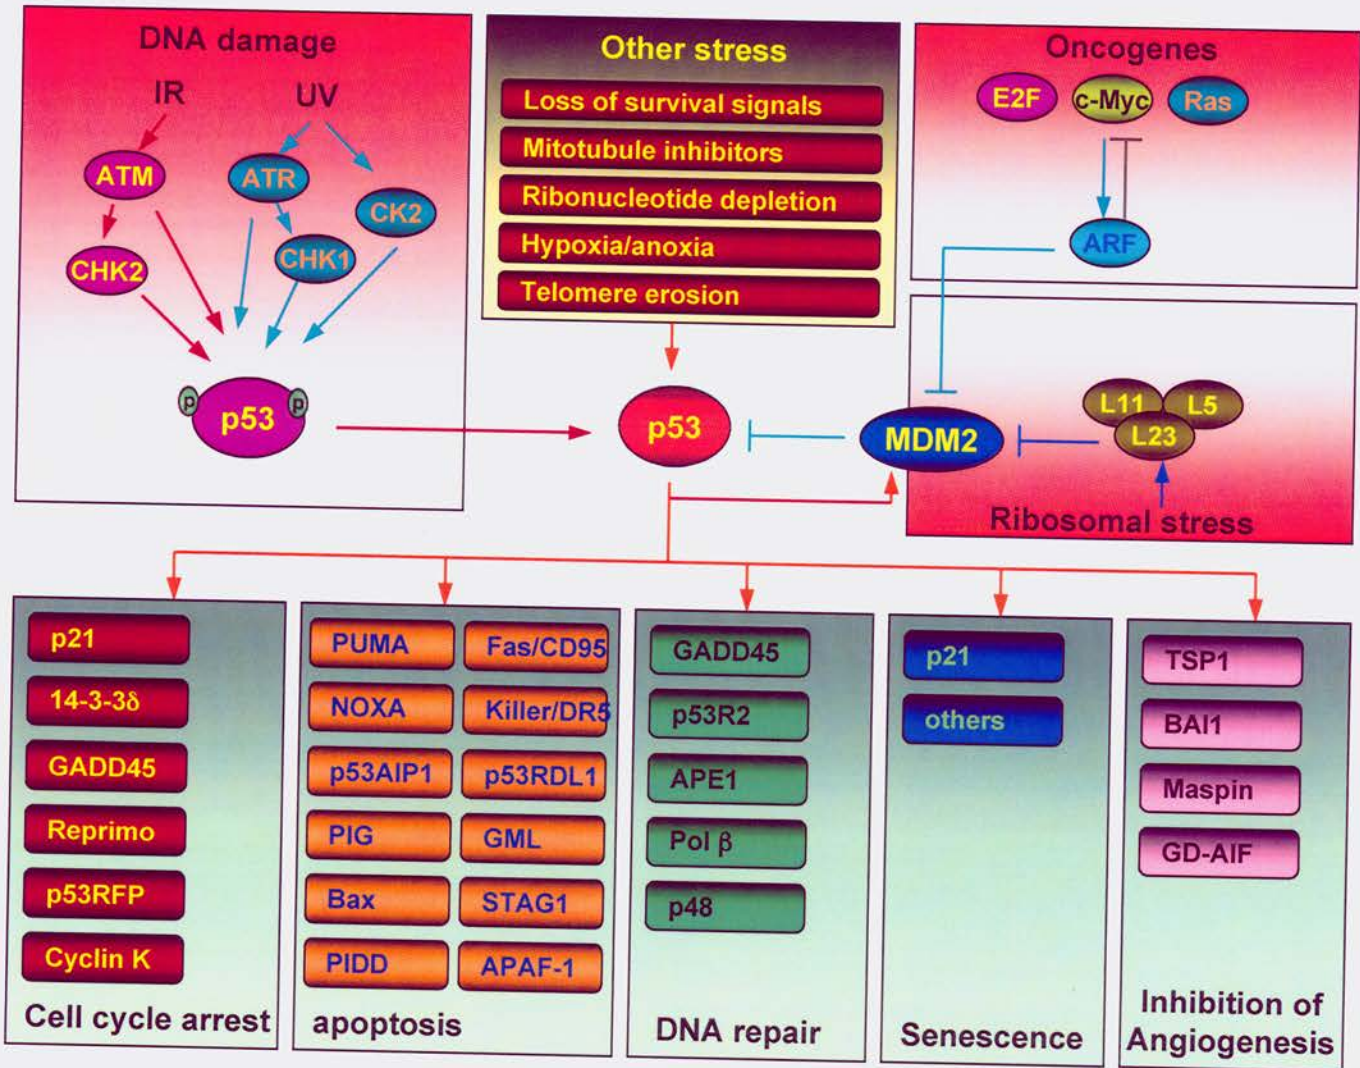 DNA damage
IR
UV
ATM
ATR
CK2
CHK2
CHK1
p
p53
p
Other stress
Loss of survival signals
Mitotubule inhibitors
Ribonucleotide depletion
Hypoxia/anoxia
Telomere erosion
Oncogenes
E2F
c-Myc
Ras
ARF
p53
MDM2
L11
L5
L23
Ribosomal stress
p21
14-3-3δ
GADD45
Reprimo
p53RFP
Cyclin K
Cell cycle arrest
PUMA
Fas/CD95
NOXA
Killer/DR5
p53AIP1
p53RDL1
PIG
GML
Bax
STAG1
PIDD
APAF-1
apoptosis
GADD45
p53R2
APE1
Pol β
p48
DNA repair
p21
others
Senescence
TSP1
BAI1
Maspin
GD-AIF
Inhibition of
Angiogenesis